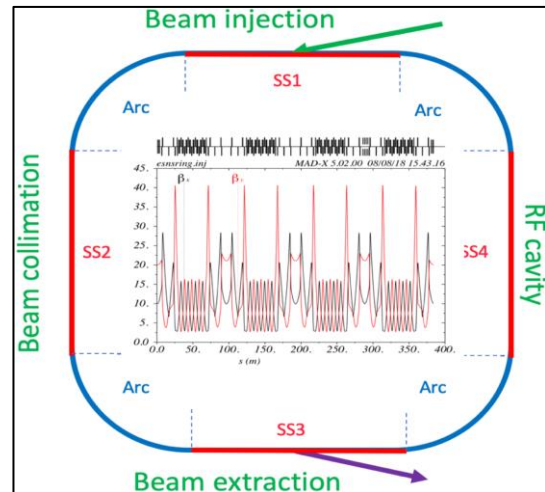 Beam injection
SS1
Arc
Arc
esnsring.inj MAD-X 5.02.00 08/08/18 15.43.16
β
β
45.
40.
35.
30.
25.
20.
15.
10.
5.
0.0
0.0 50. 100. 150. 200. 250. 300. 350. 400.
s (m)
Beam collimation
SS2
SS4
RF cavity
Arc
Arc
SS3
Beam extraction